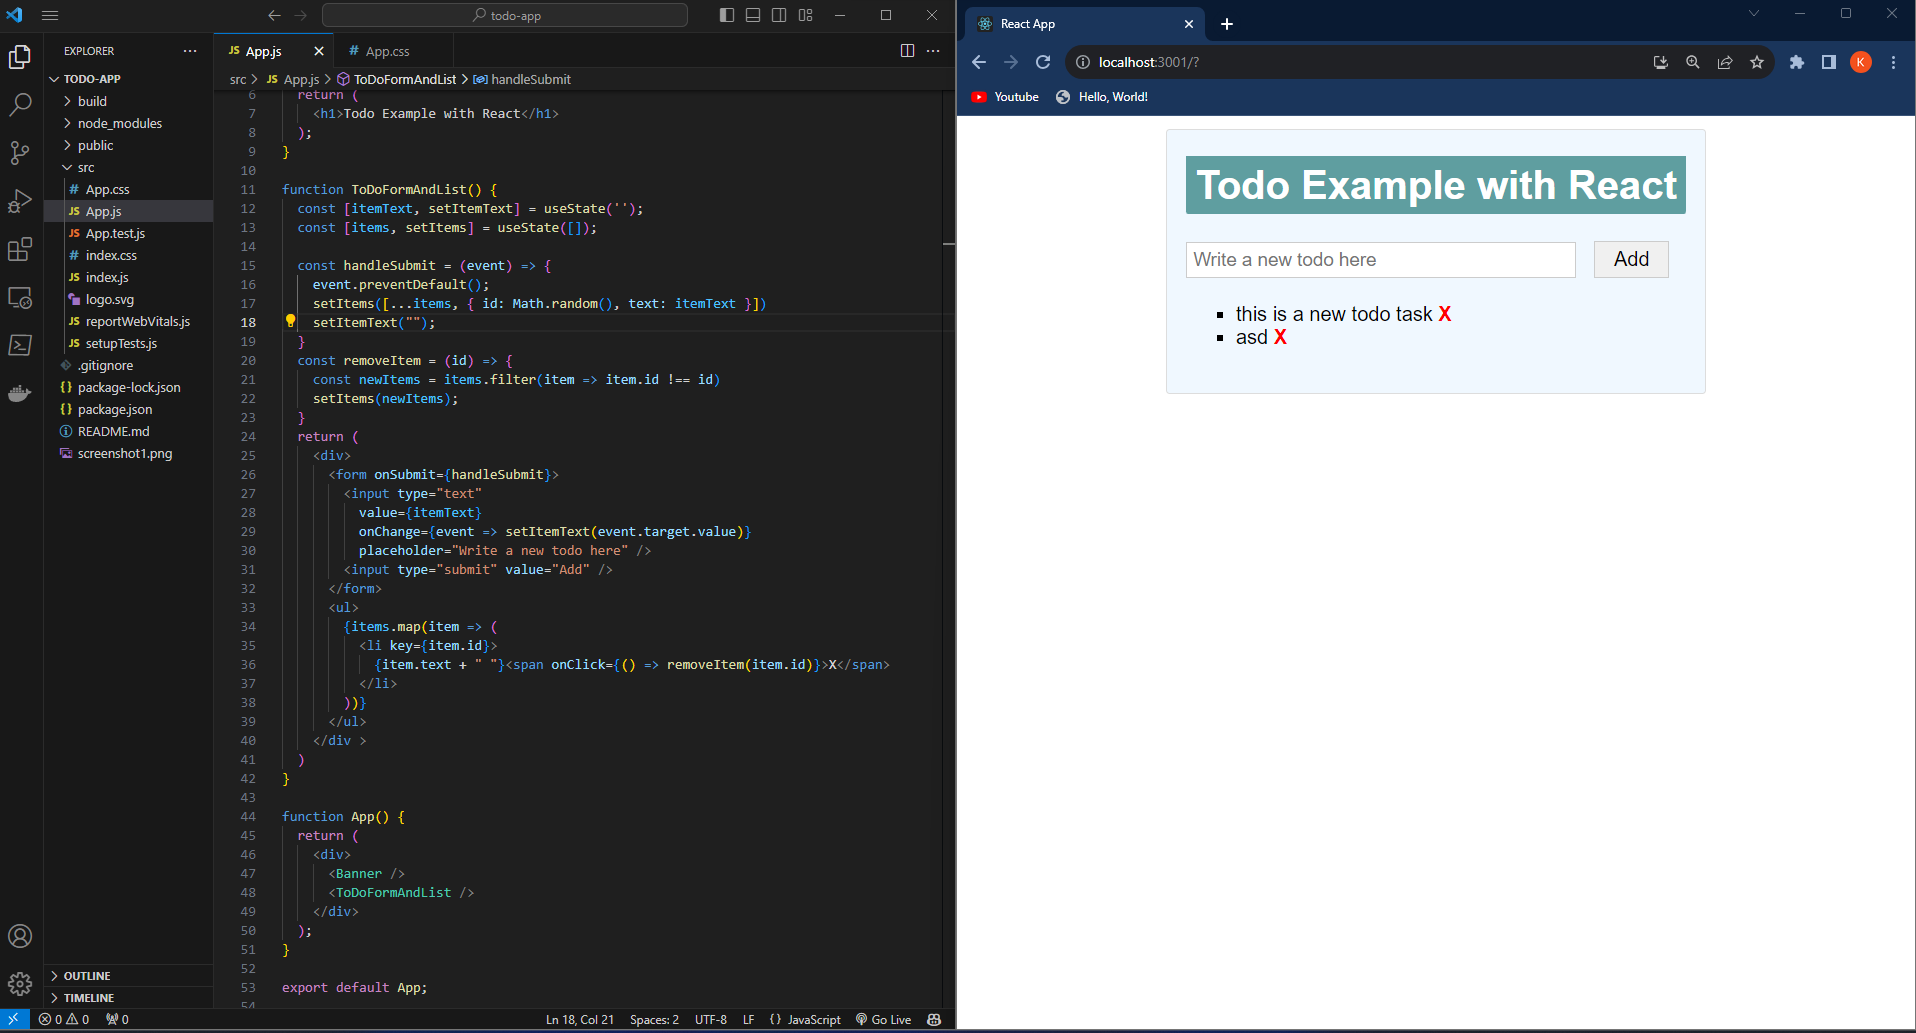 todo-app
EXPLORER
TODO-APP
build
node_modules
public
src
App.css
App.js
App.test.js
index.css
index.js
logo.svg
reportWebVitals.js
setupTests.js
.gitignore
package-lock.json
package.json
README.md
screenshot1.png
OUTLINE
TIMELINE
JS App.js
# App.css
src > JS App.js > ToDoFormAndList > handleSubmit
6 return (
7 <h1>Todo Example with React</h1>
8 );
9 }
10
11 function ToDoFormAndList() {
12 const [itemText, setItemText] = useState('');
13 const [items, setItems] = useState([]);
14
15 const handleSubmit = (event) => {
16 event.preventDefault();
17 setItems([...items, { id: Math.random(), text: itemText }])
18 setItemText("");
19 }
20 const removeItem = (id) => {
21 const newItems = items.filter(item => item.id !== id)
22 setItems(newItems);
23 }
24 return (
25 <div>
26 <form onSubmit={handleSubmit}>
27 <input type="text"
28 value={itemText}
29 onChange={event => setItemText(event.target.value)}
30 placeholder="Write a new todo here" />
31 <input type="submit" value="Add" />
32 </form>
33 <ul>
34 {items.map(item => (
35 <li key={item.id}>
36 {item.text + " "}<span onClick={() => removeItem(item.id)}>X</span>
37 </li>
38 ))}
39 </ul>
40 </div >
41 )
42 }
43
44 function App() {
45 return (
46 <div>
47 <Banner />
48 <ToDoFormAndList />
49 </div>
50 );
51 }
52
53 export default App;
54
0 0 0
Ln 18, Col 21 Spaces: 2 UTF-8 LF {} JavaScript Go Live
React App
localhost:3001/?
K
Youtube Hello, World!
Todo Example with React
Write a new todo here
Add
this is a new todo task X
asd X